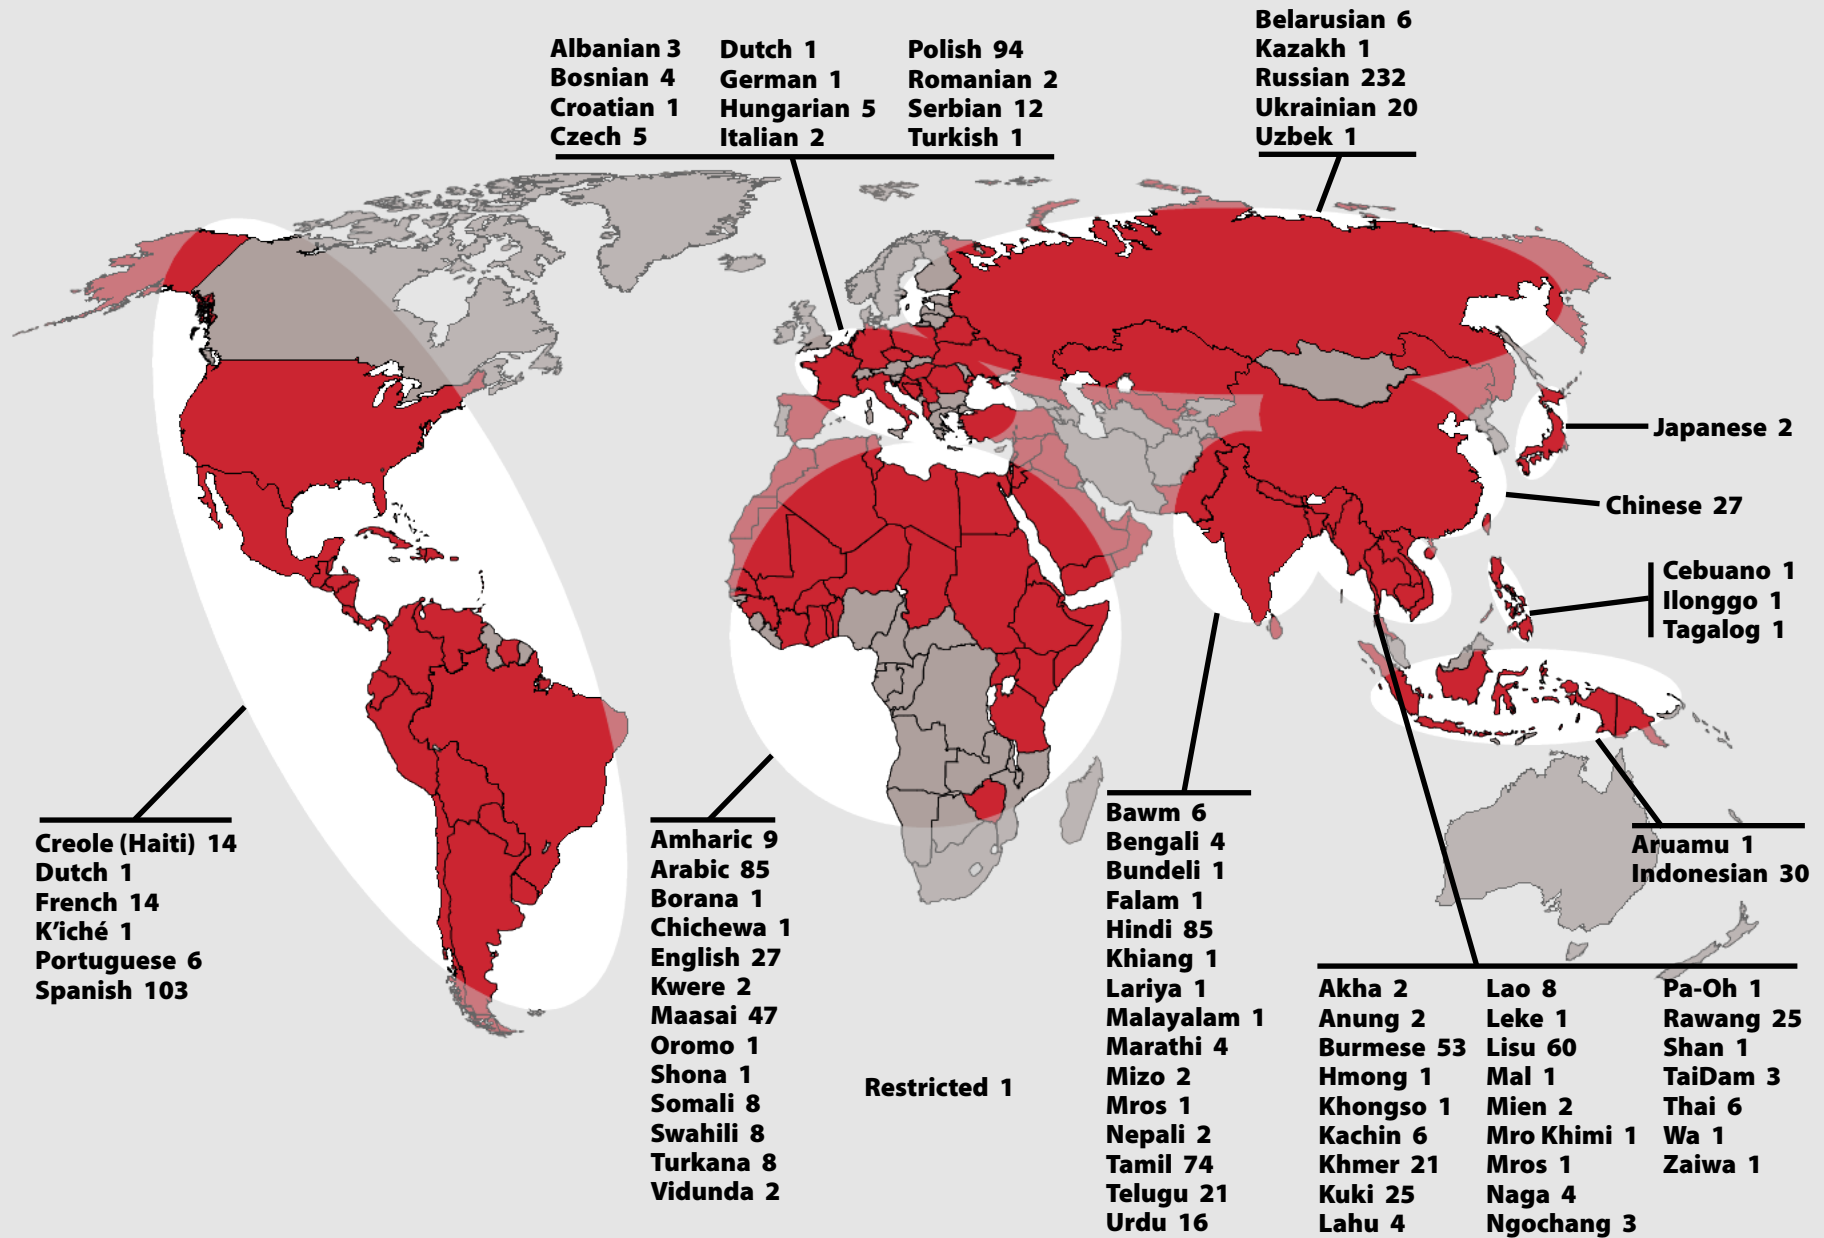 Albanian 3
Bosnian 4
Croatian 1
Czech 5
Dutch 1
German 1
Hungarian 5
Italian 2
Polish 94
Romanian 2
Serbian 12
Turkish 1
Belarusian 6
Kazakh 1
Russian 232
Ukrainian 20
Uzbek 1
Japanese 2
Chinese 27
Cebuano 1
Ilonggo 1
Tagalog 1
Aruamu 1
Indonesian 30
Creole (Haiti) 14
Dutch 1
French 14
K’iché 1
Portuguese 6
Spanish 103
Amharic 9
Arabic 85
Borana 1
Chichewa 1
English 27
Kwere 2
Maasai 47
Oromo 1
Shona 1
Somali 8
Swahili 8
Turkana 8
Vidunda 2
Restricted 1
Bawm 6
Bengali 4
Bundeli 1
Falam 1
Hindi 85
Khiang 1
Lariya 1
Malayalam 1
Marathi 4
Mizo 2
Mros 1
Nepali 2
Tamil 74
Telugu 21
Urdu 16
Akha 2
Anung 2
Burmese 53
Hmong 1
Khongso 1
Kachin 6
Khmer 21
Kuki 25
Lahu 4
Lao 8
Leke 1
Lisu 60
Mal 1
Mien 2
Mro Khimi 1
Mros 1
Naga 4
Ngochang 3
Pa-Oh 1
Rawang 25
Shan 1
TaiDam 3
Thai 6
Wa 1
Zaiwa 1